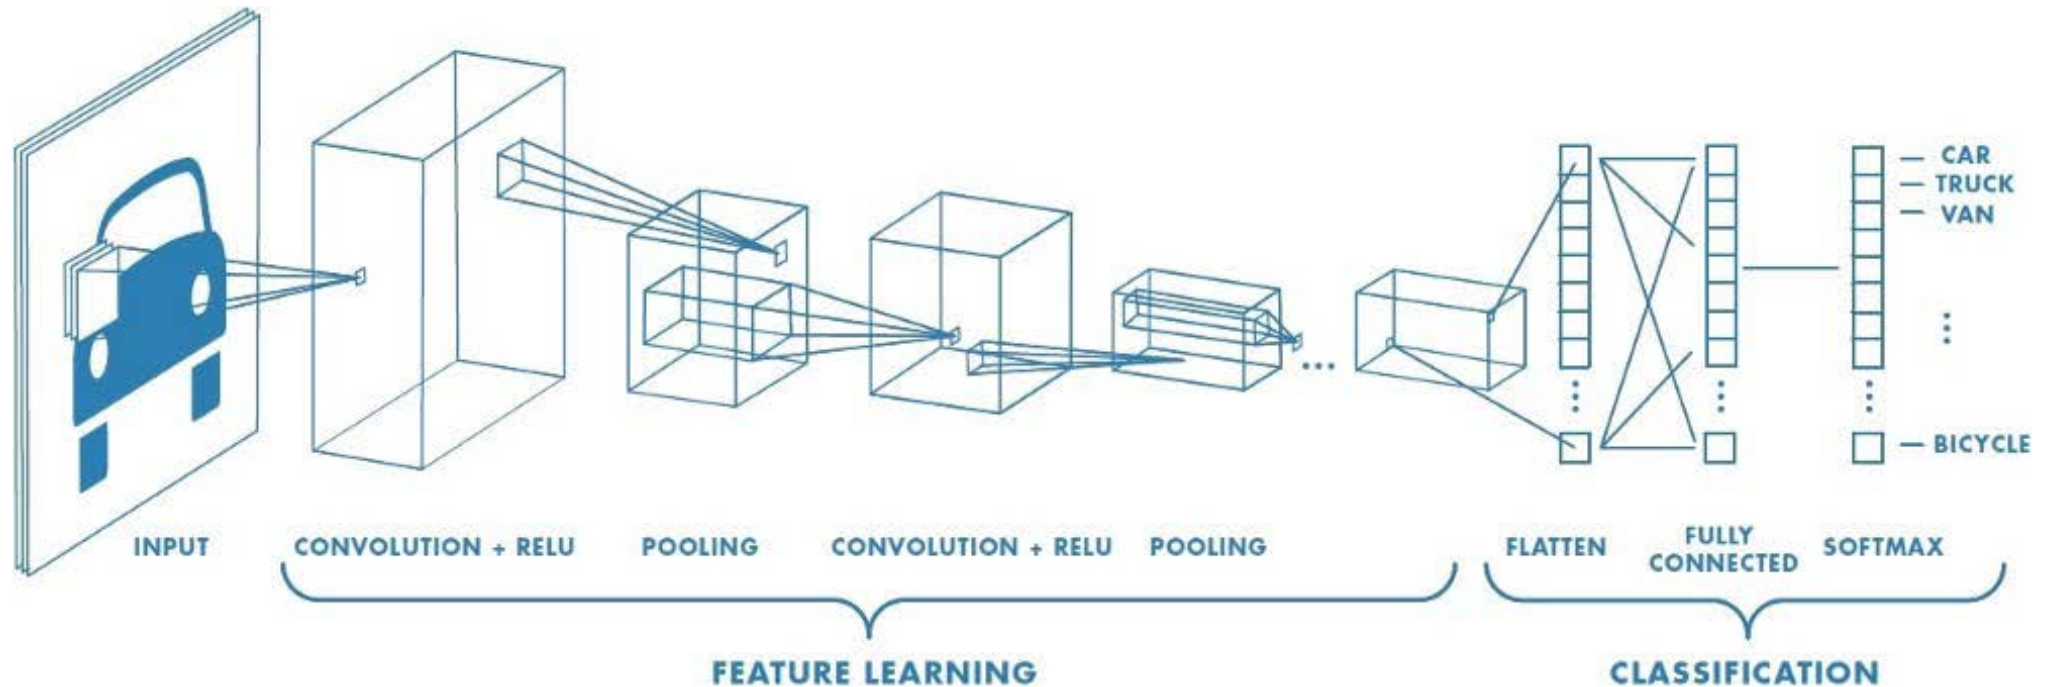 CAR
TRUCK
VAN
BICYCLE
INPUT
CONVOLUTION + RELU
POOLING
CONVOLUTION + RELU
POOLING
FLATTEN
FULLY
CONNECTED
SOFTMAX
FEATURE LEARNING
CLASSIFICATION